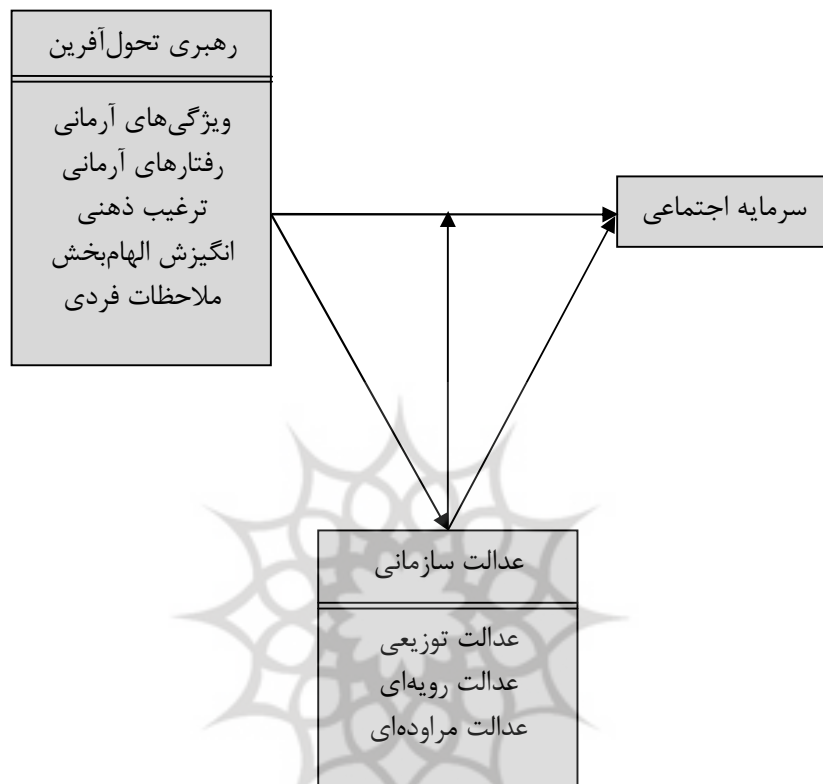 رهبری تحول‌آفرین
ویژگی‌های آرمانی
رفتارهای آرمانی
ترغیب ذهنی
انگیزش الهام‌بخش
ملاحظات فردی
سرمایه اجتماعی
عدالت سازمانی
عدالت توزیعی
عدالت رویه‌ای
عدالت مراوده‌ای